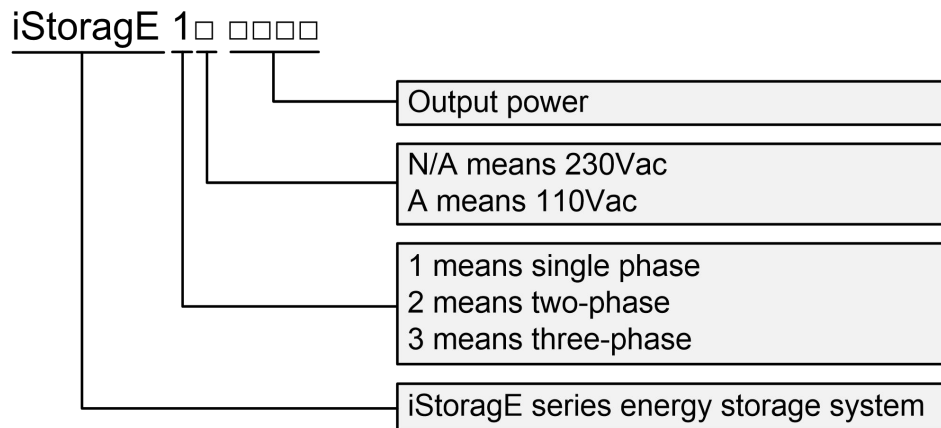 iStoragE 1□ □□□□
Output power
N/A means 230Vac
A means 110Vac
1 means single phase
2 means two-phase
3 means three-phase
iStoragE series energy storage system